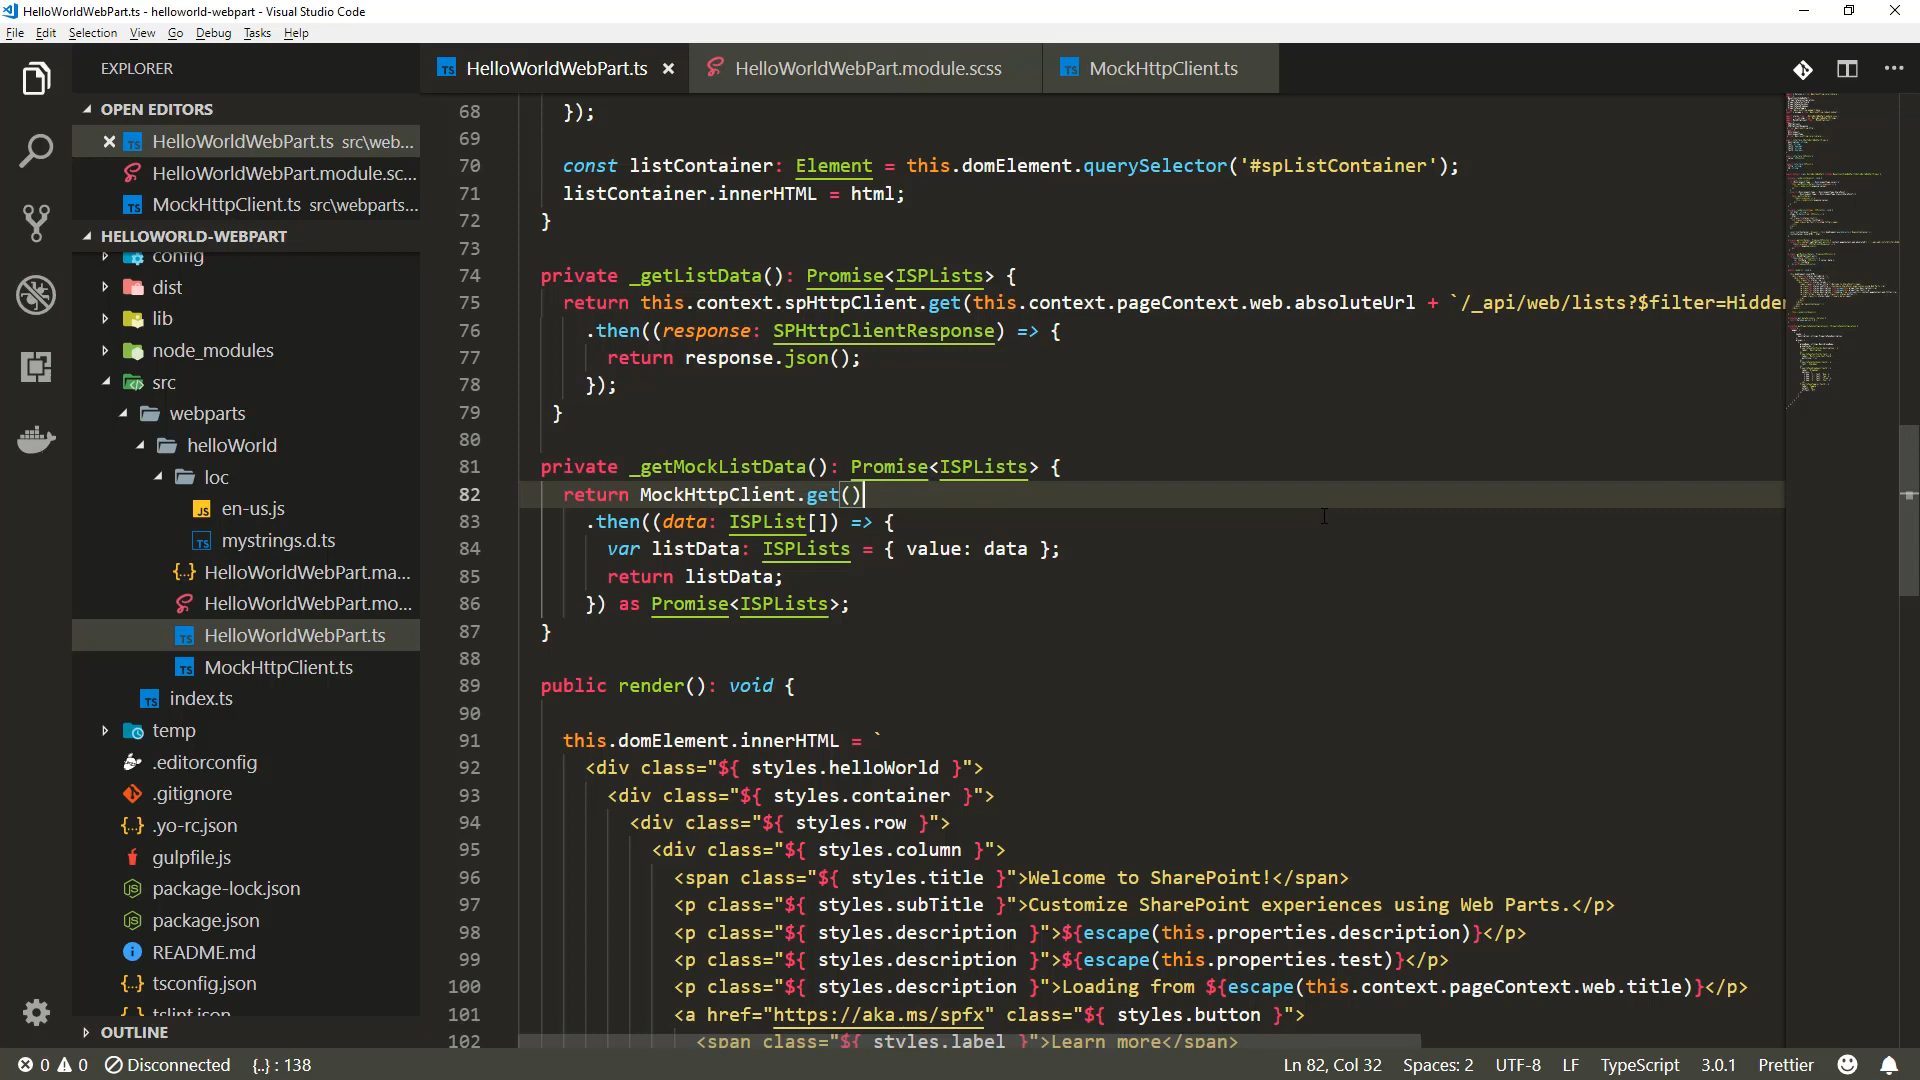 HelloWorldWebPart.ts - helloworld-webpart - Visual Studio Code
File Edit Selection View Go Debug Tasks Help
EXPLORER
OPEN EDITORS
HelloWorldWebPart.ts src\web...
HelloWorldWebPart.module.sc...
MockHttpClient.ts src\webparts...
HELLOWORLD-WEBPART
config
dist
lib
node_modules
src
webparts
helloWorld
loc
en-us.js
mystrings.d.ts
HelloWorldWebPart.ma...
HelloWorldWebPart.mo...
HelloWorldWebPart.ts
MockHttpClient.ts
index.ts
temp
.editorconfig
.gitignore
.yo-rc.json
gulpfile.js
package-lock.json
package.json
README.md
tsconfig.json
tslint.json
OUTLINE
HelloWorldWebPart.ts HelloWorldWebPart.module.scss MockHttpClient.ts
68 });
69
70 const listContainer: Element = this.domElement.querySelector('#spListContainer');
71 listContainer.innerHTML = html;
72 }
73
74 private _getListData(): Promise<ISPLists> {
75 return this.context.spHttpClient.get(this.context.pageContext.web.absoluteUrl + `/_api/web/lists?$filter=Hidden
76 .then((response: SPHttpClientResponse) => {
77 return response.json();
78 });
79 }
80
81 private _getMockListData(): Promise<ISPLists> {
82 return MockHttpClient.get()
83 .then((data: ISPList[]) => {
84 var listData: ISPLists = { value: data };
85 return listData;
86 }) as Promise<ISPLists>;
87 }
88
89 public render(): void {
90
91 this.domElement.innerHTML = `
92 <div class="${ styles.helloWorld }">
93 <div class="${ styles.container }">
94 <div class="${ styles.row }">
95 <div class="${ styles.column }">
96 <span class="${ styles.title }">Welcome to SharePoint!</span>
97 <p class="${ styles.subTitle }">Customize SharePoint experiences using Web Parts.</p>
98 <p class="${ styles.description }">${escape(this.properties.description)}</p>
99 <p class="${ styles.description }">${escape(this.properties.test)}</p>
100 <p class="${ styles.description }">Loading from ${escape(this.context.pageContext.web.title)}</p>
101 <a href="https://aka.ms/spfx" class="${ styles.button }">
102 <span class="${ styles.label }">Learn more</span>
0 0 Disconnected {..} : 138 Ln 82, Col 32 Spaces: 2 UTF-8 LF TypeScript 3.0.1 Prettier